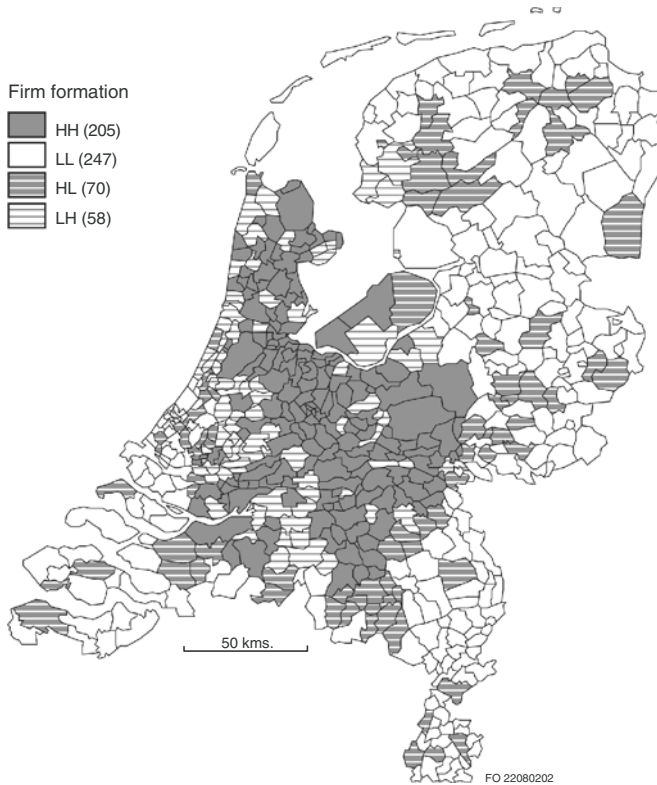 Firm formation
HH (205)
LL (247)
HL (70)
LH (58)
50 kms.
FO 22080202